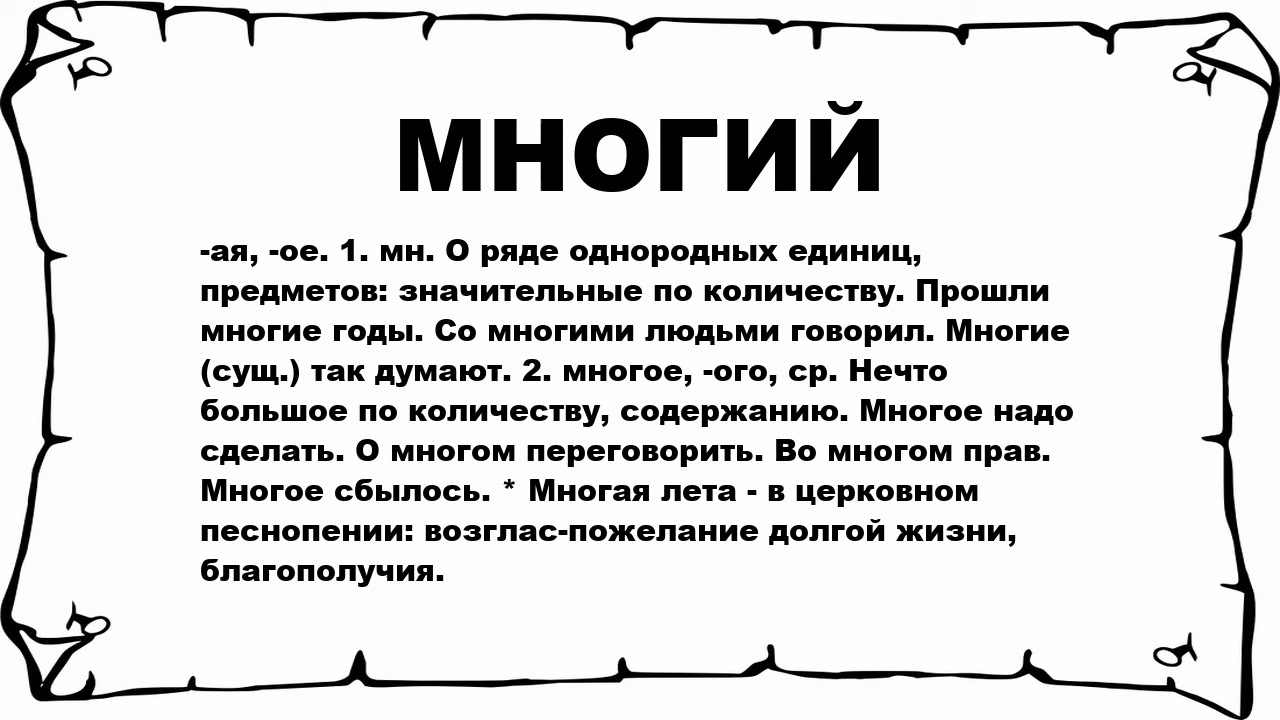 МНОГИЙ
-ая, -ое. 1. мн. О ряде однородных единиц,
предметов: значительные по количеству. Прошли
многие годы. Со многими людьми говорил. Многие
(сущ.) так думают. 2. многое, -ого, ср. Нечто
большое по количеству, содержанию. Многое надо
сделать. О многом переговорить. Во многом прав.
Многое сбылось. * Многая лета - в церковном
песнопении: возглас-пожелание долгой жизни,
благополучия.